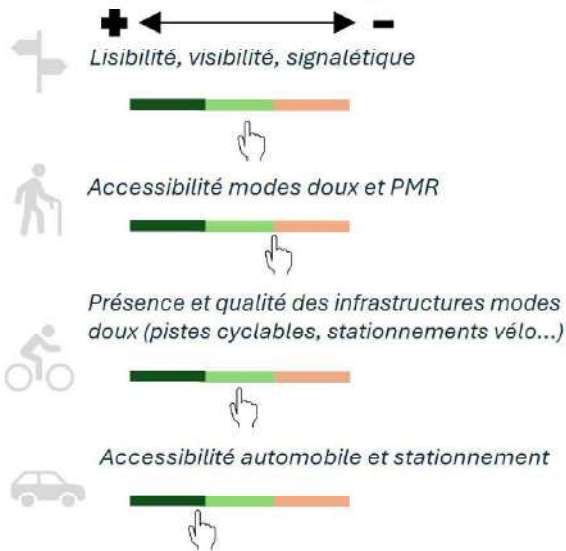 + -
Lisibilité, visibilité, signalétique
Accessibilité modes doux et PMR
Présence et qualité des infrastructures modes
doux (pistes cyclables, stationnements vélo...)
Accessibilité automobile et stationnement